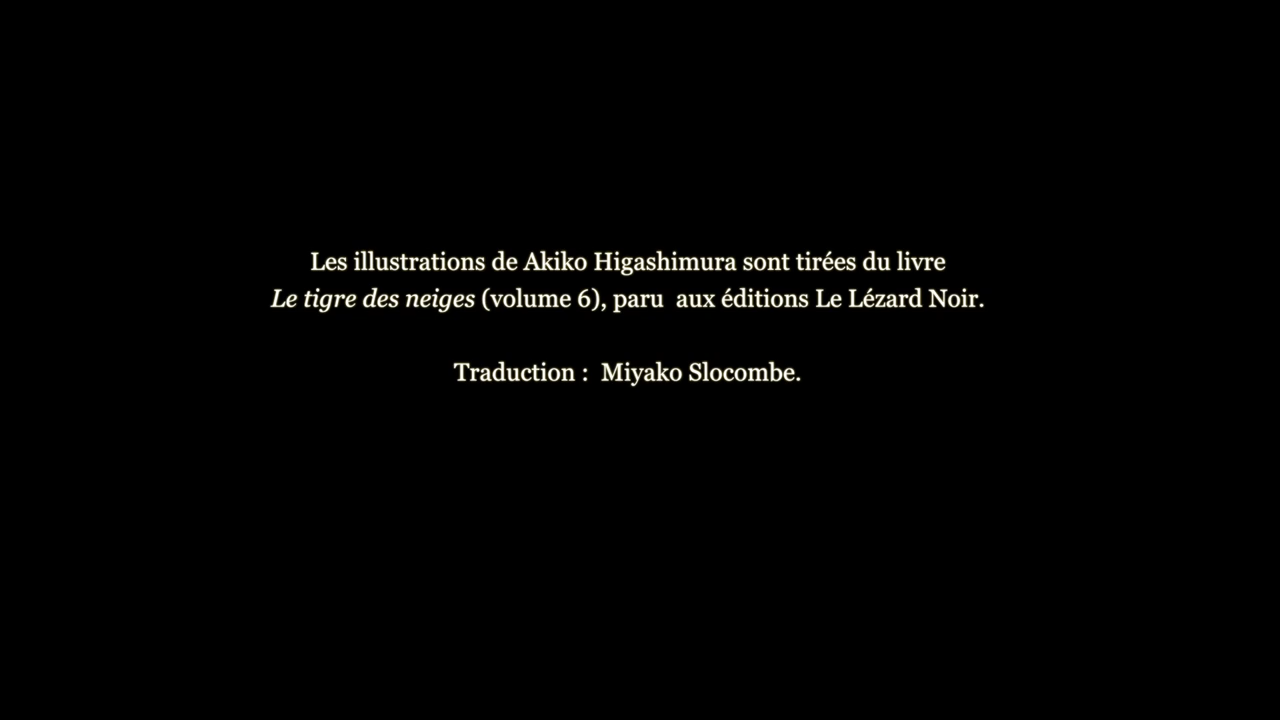 Les illustrations de Akiko Higashimura sont tirées du livre
Le tigre des neiges (volume 6), paru  aux éditions Le Lézard Noir.
Traduction :  Miyako Slocombe.